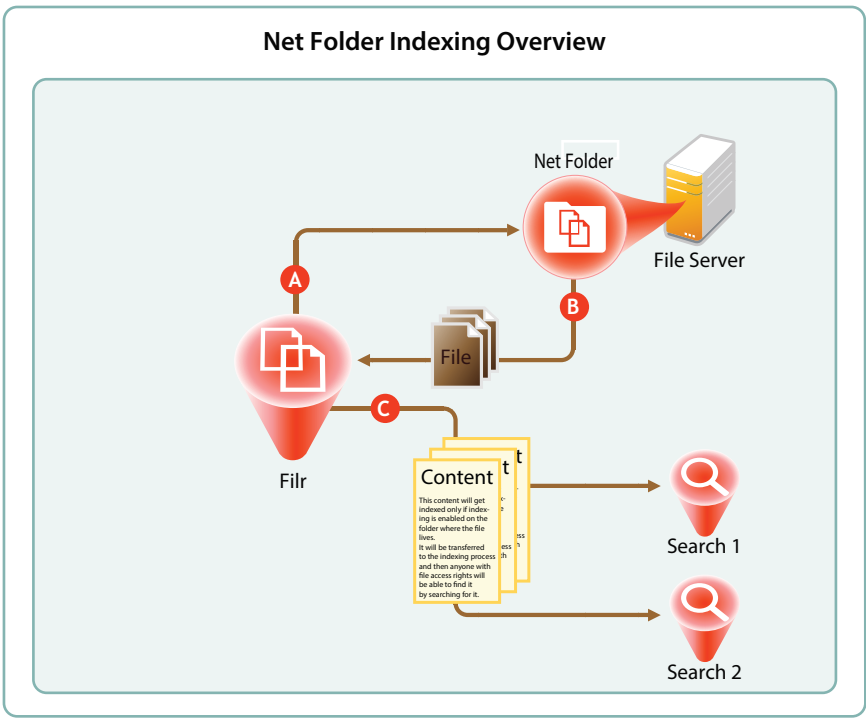 Net Folder Indexing Overview
Net Folder
File Server
A
B
File
Filr
C
Content
This content will get
indexed only if index-
ing is enabled on the
folder where the file
lives.
It will be transferred
to the indexing process
and then anyone with
file access rights will
be able to find it
by searching for it.
Search 1
Search 2